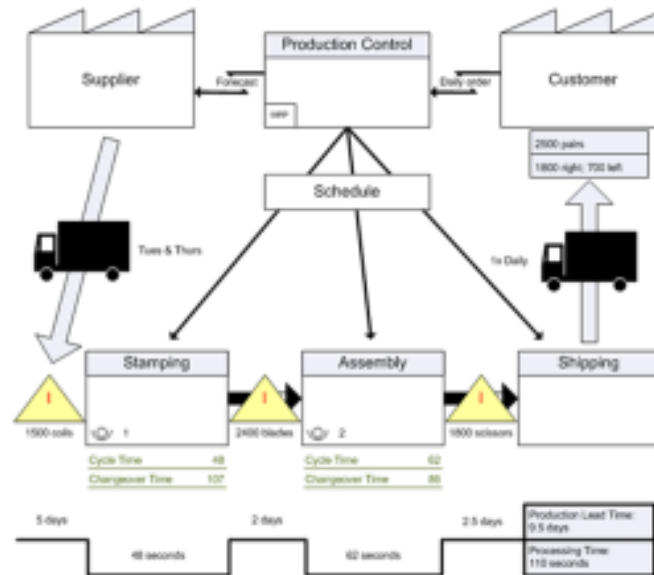 Production Control
Supplier
Forecast
Daily order
Customer
MRP
2500 pairs
1800 right; 700 left
Schedule
Tues & Thurs
1x Daily
Stamping
Assembly
Shipping
I
I
I
1500 coils
1
2400 blades
2
1800 scissors
Cycle Time 48
Changeover Time 107
Cycle Time 62
Changeover Time
5 days
2 days
2.5 days
Production Lead Time:
9.5 days
48 seconds
62 seconds
Processing Time:
110 seconds